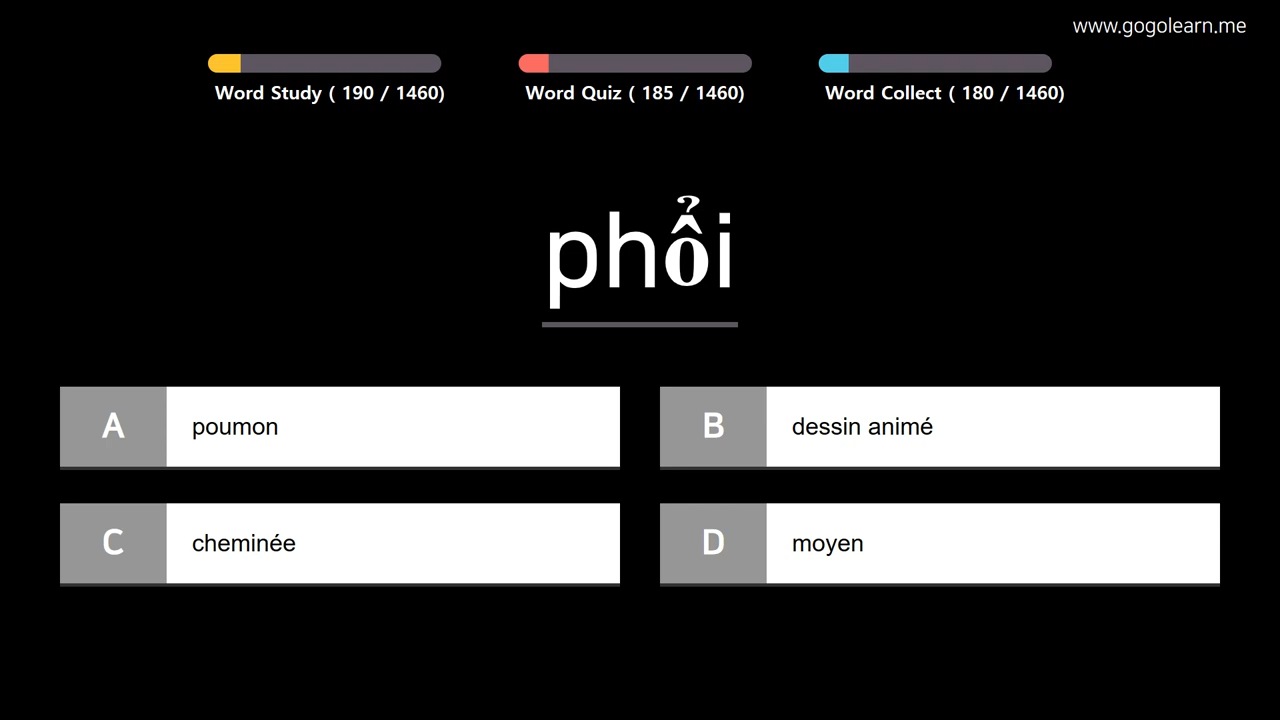 www.gogolearn.me
Word Study ( 190 / 1460)
Word Quiz ( 185 / 1460)
Word Collect ( 180 / 1460)
phổi
A poumon
B dessin animé
C cheminée
D moyen